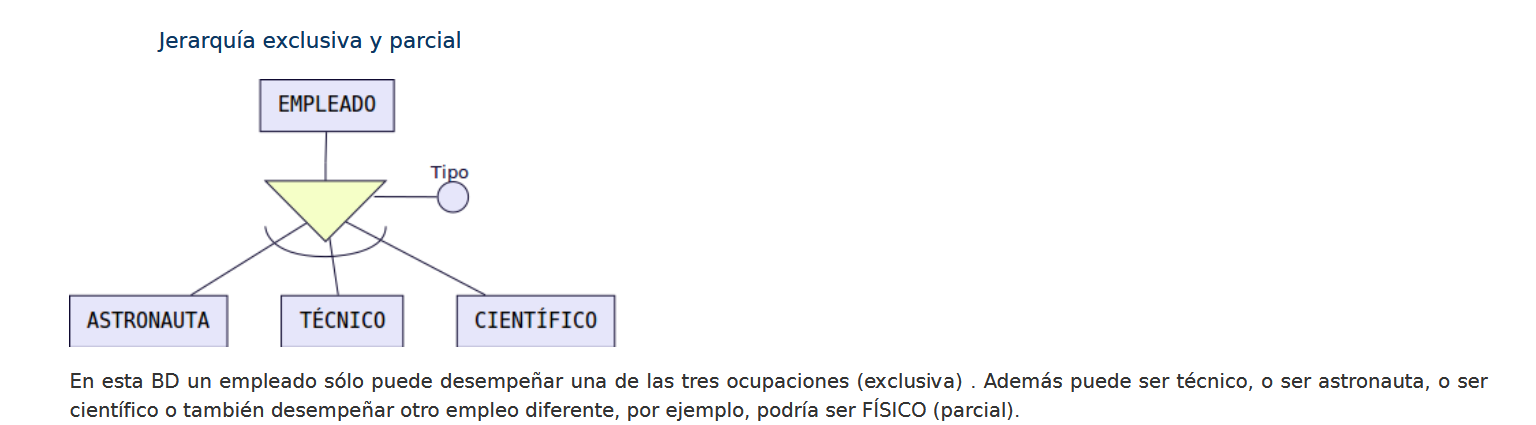 Jerarquía exclusiva y parcial
EMPLEADO
Tipo
ASTRONAUTA
TÉCNICO
CIENTÍFICO
En esta BD un empleado sólo puede desempeñar una de las tres ocupaciones (exclusiva) . Además puede ser técnico, o ser astronauta, o ser
científico o también desempeñar otro empleo diferente, por ejemplo, podría ser FÍSICO (parcial).